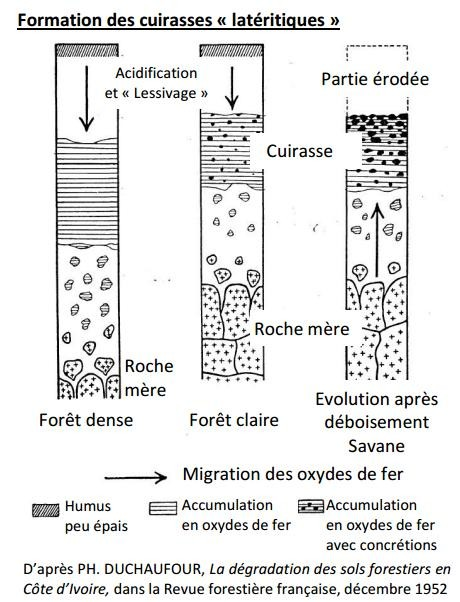 Formation des cuirasses « latéritiques »
Acidification
et « Lessivage »
Partie érodée
Cuirasse
Roche mère
Roche
mère
Forêt dense
Forêt claire
Evolution après
déboisement
Savane
Migration des oxydes de fer
Humus
peu épais
Accumulation
en oxydes de fer
Accumulation
en oxydes de fer
avec concrétions
D’après PH. DUCHAUFOUR, La dégradation des sols forestiers en
Côte d’Ivoire, dans la Revue forestière française, décembre 1952